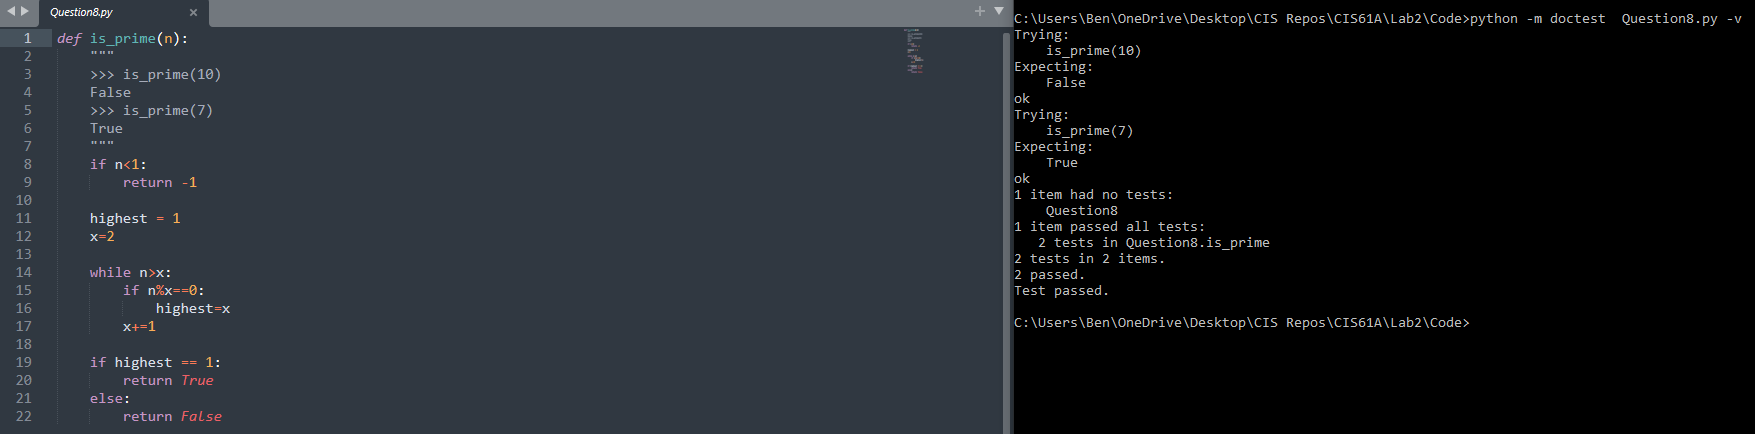 Question8.py
1 def is_prime(n):
2     """
3     >>> is_prime(10)
4     False
5     >>> is_prime(7)
6     True
7     """
8     if n<1:
9         return -1
10
11     highest = 1
12     x=2
13
14     while n>x:
15         if n%x==0:
16             highest=x
17         x+=1
18
19     if highest == 1:
20         return True
21     else:
22         return False
C:\Users\Ben\OneDrive\Desktop\CIS Repos\CIS61A\Lab2\Code>python -m doctest  Question8.py -v
Trying:
    is_prime(10)
Expecting:
    False
ok
Trying:
    is_prime(7)
Expecting:
    True
ok
1 item had no tests:
    Question8
1 item passed all tests:
   2 tests in Question8.is_prime
2 tests in 2 items.
2 passed.
Test passed.
C:\Users\Ben\OneDrive\Desktop\CIS Repos\CIS61A\Lab2\Code>